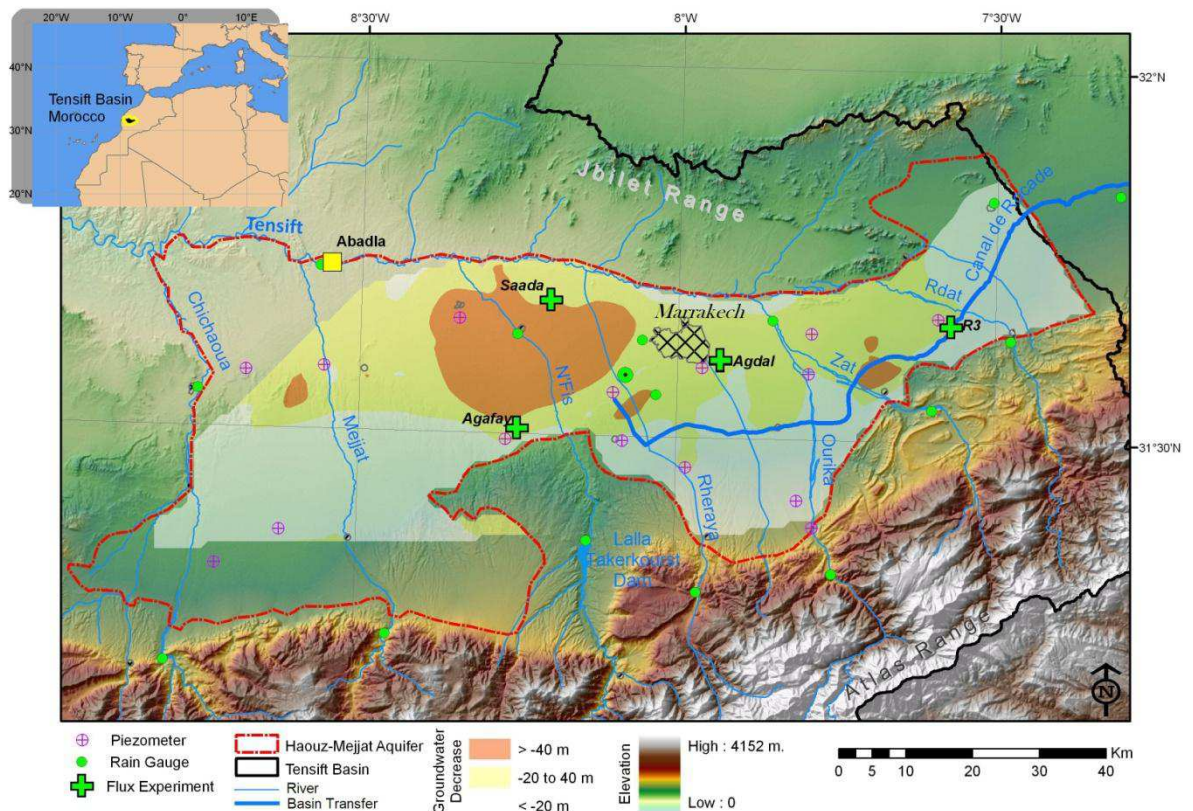 20°W 10°W 0°E 10°E
8°30'W 8°W 7°30'W
40°N
30°N
20°N
Tensift Basin
Morocco
32°N
31°30'N
Jbilet Range
Tensift
Abadla
Canal de Rocade
Chichaoua
Saada
Rdat
Marrakech
R3
Agdal
Zat
N'Fis
Agafay
Mejjat
Ourika
Rheraya
Lalla
Takerkoust
Dam
Atlas Range
N
Piezometer
Rain Gauge
Flux Experiment
Haouz-Mejjat Aquifer
Tensift Basin
River
Basin Transfer
Groundwater
Decrease
> -40 m
-20 to 40 m
< -20 m
Elevation
High : 4152 m.
Low : 0
Km
0 5 10 20 30 40